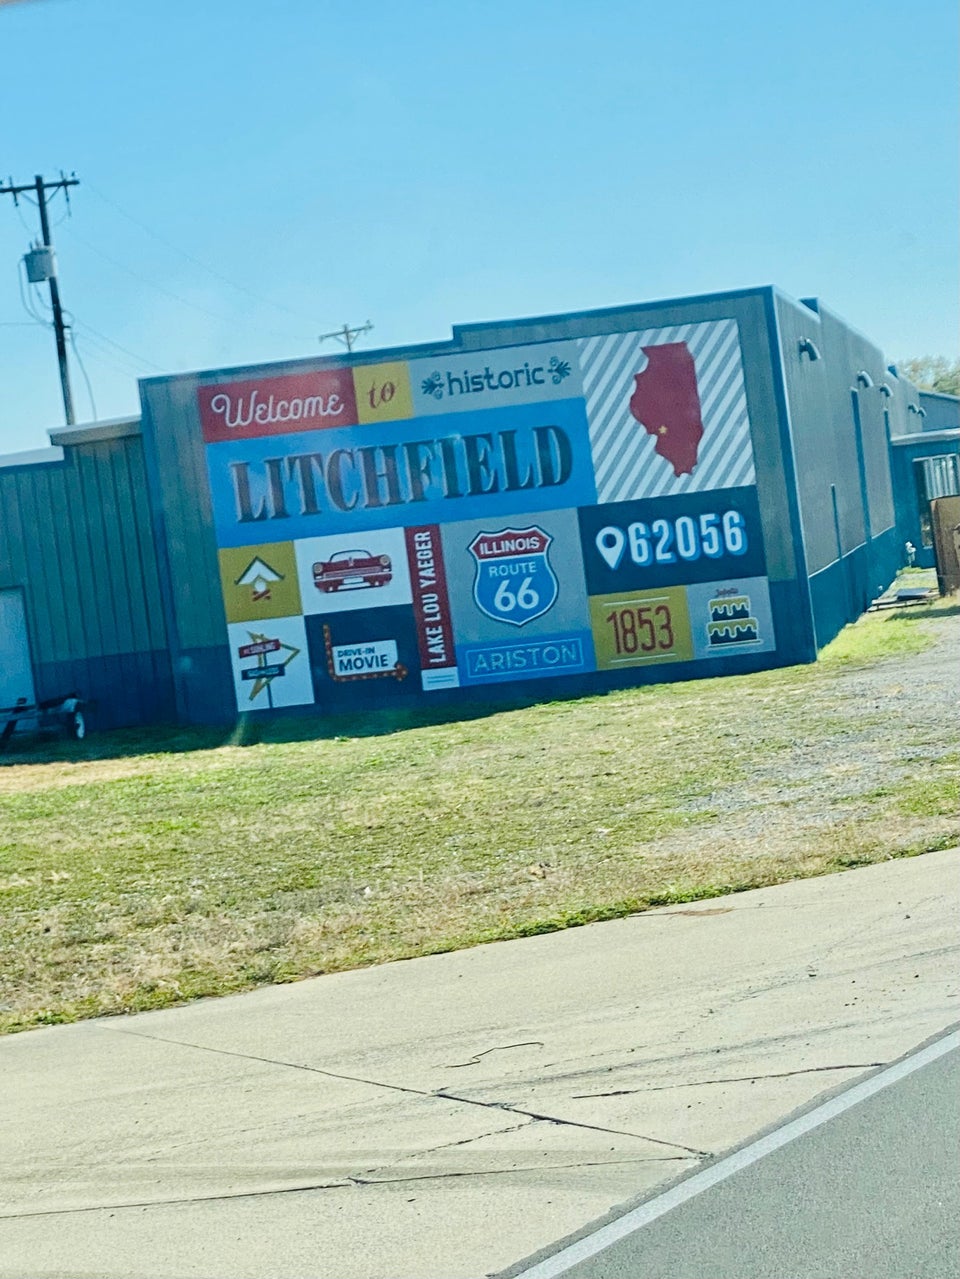 Welcome to historic
LITCHFIELD
62056
LAKE LOU YAEGER
ILLINOIS
ROUTE
66
ARISTON
1853
DRIVE-IN
MOVIE